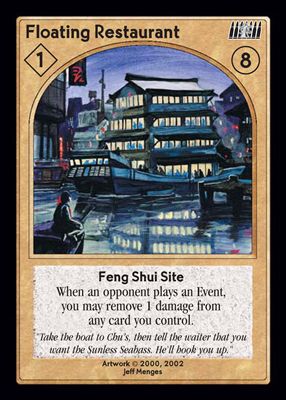 Floating Restaurant
1
8
Feng Shui Site
When an opponent plays an Event,
you may remove 1 damage from
any card you control.
Take the boat to Chu's, then tell the waiter that you
want the Sunless Seabass. He'll book you up."
Artwork © 2000, 2002
Jeff Menges